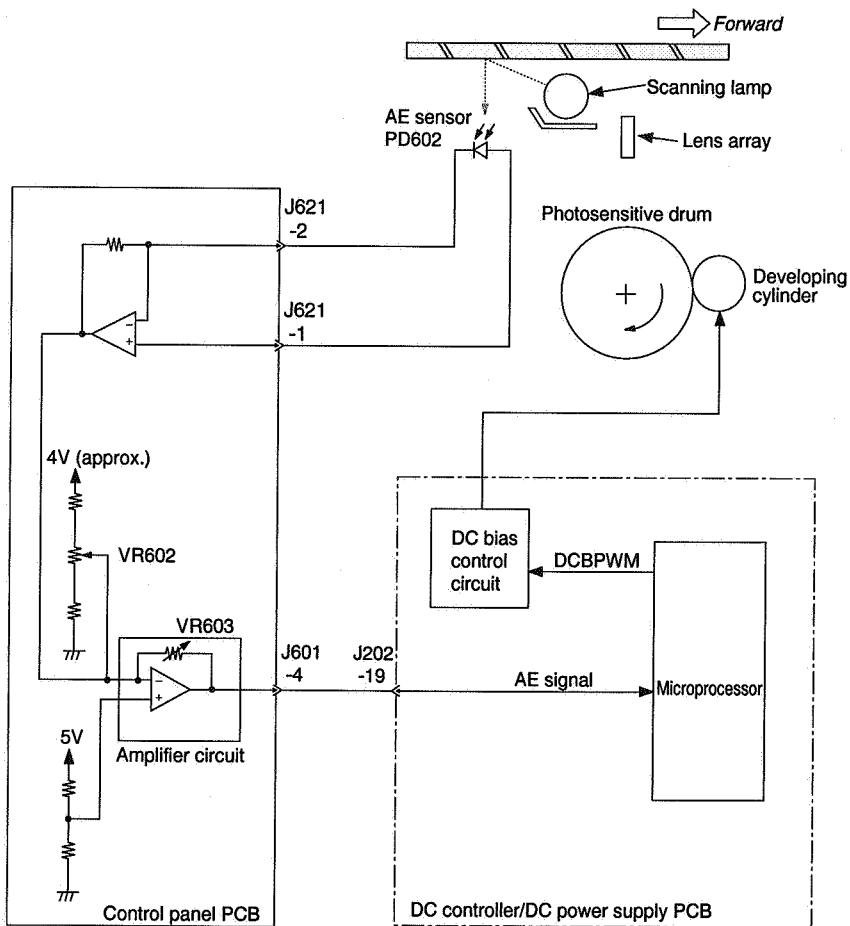 Forward
Scanning lamp
AE sensor
PD602
Lens array
J621
-2
Photosensitive drum
Developing
cylinder
J621
-1
4V (approx.)
VR602
DC bias
control
circuit
DCBPWM
VR603
J601
-4
J202
-19
AE signal
Microprocessor
5V
Amplifier circuit
Control panel PCB
DC controller/DC power supply PCB